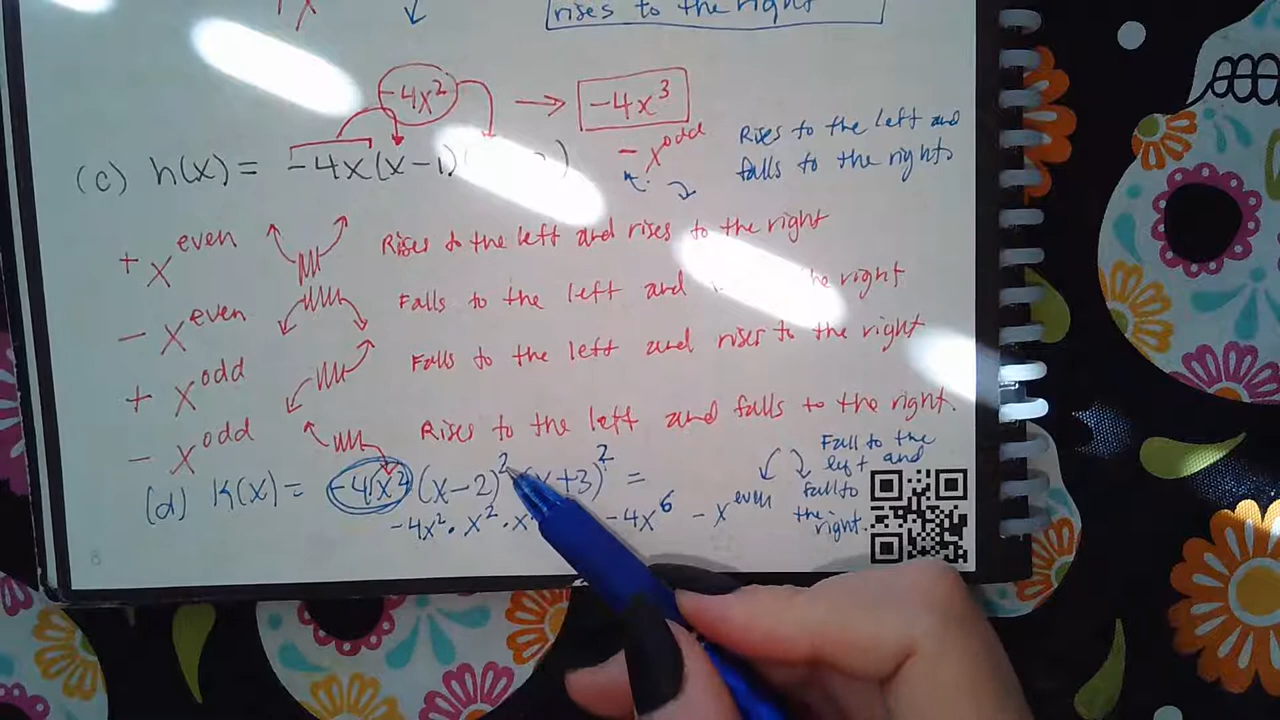 rises to the right
-4x² → -4x³
(c) h(x) = -4x(x-1)
- x^odd
Rises to the left and
falls to the right.
+ x^even Rises to the left and rises to the right
- x^even Falls to the left and the right
+ x^odd Falls to the left and rises to the right
- x^odd Rises to the left and falls to the right.
(d) K(x) = -4x²(x-2)²(x+3)² =
-4x² · x² · x -4x⁶ - x^even
Fall to the
left and
fall to
the right.
8